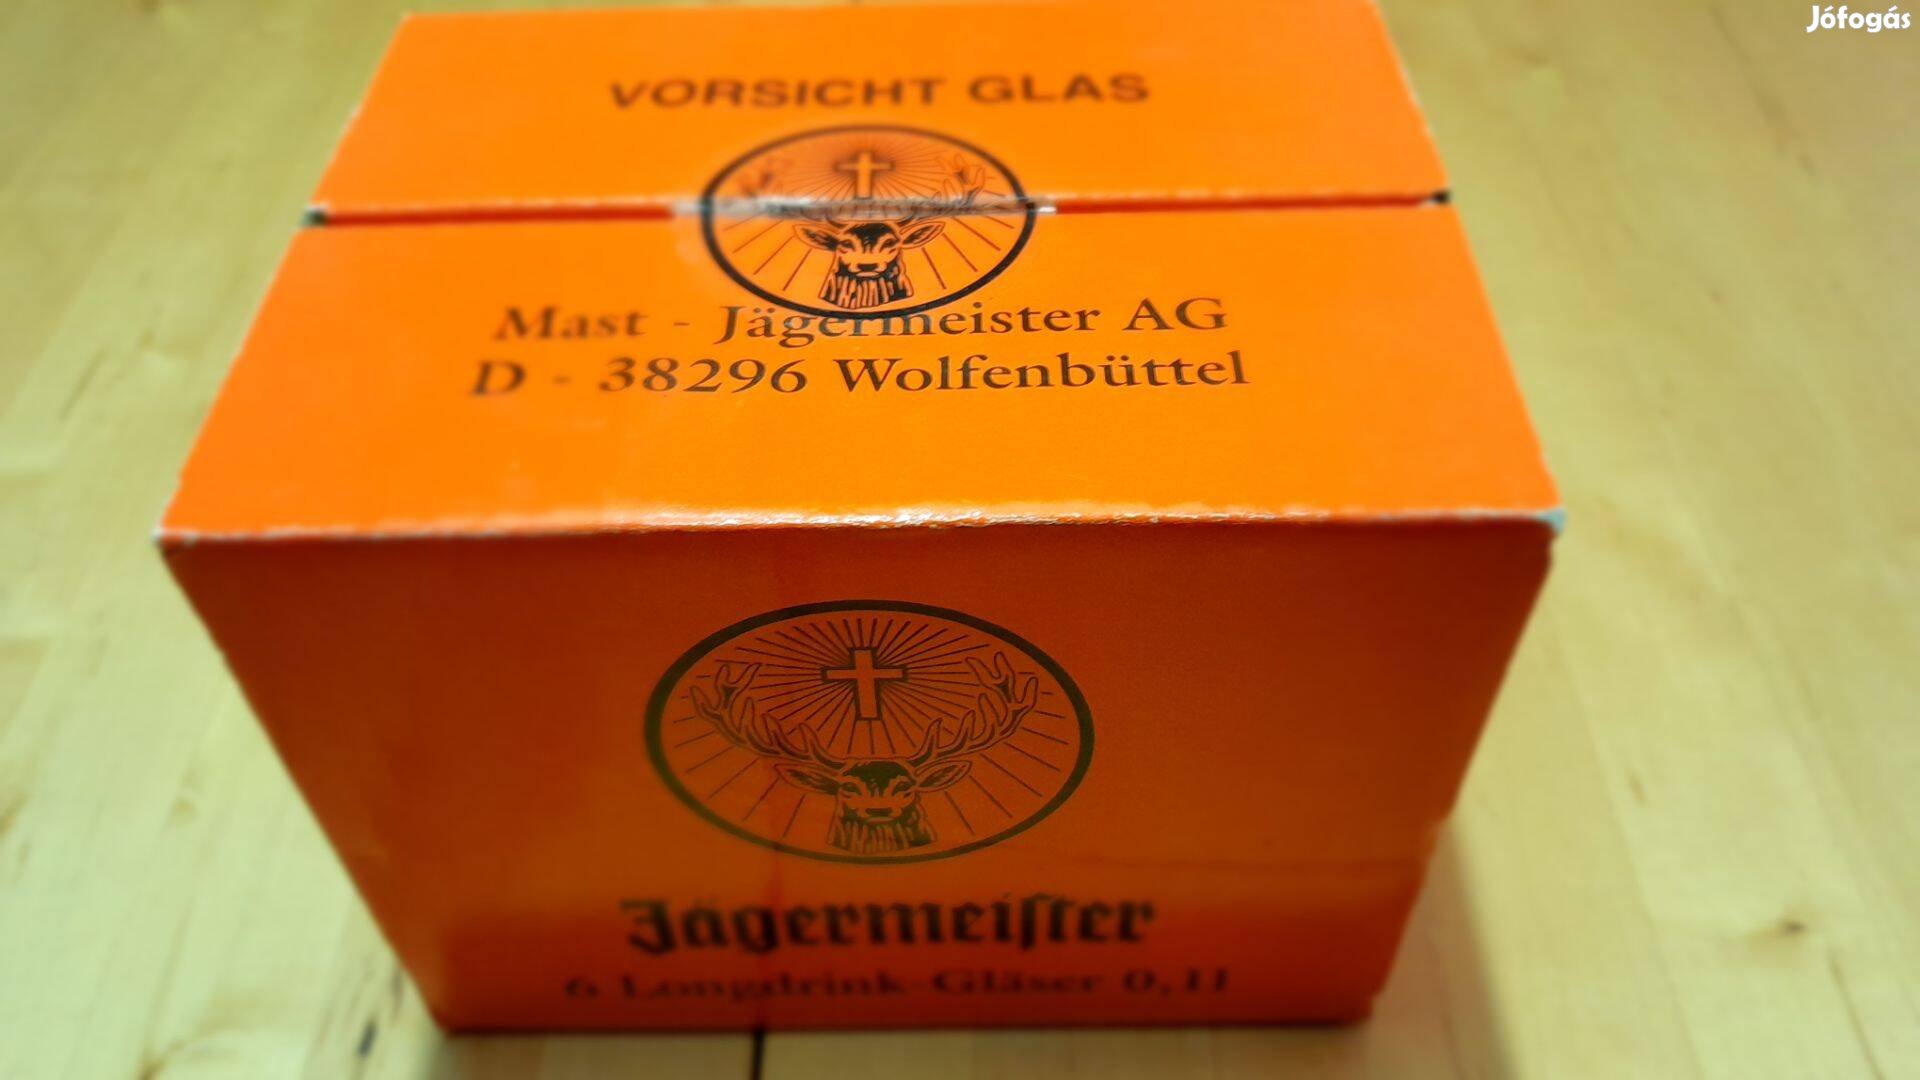 Jófogás
VORSICHT GLAS
Mast - Jägermeister AG
D - 38296 Wolfenbüttel
Jägermeiſter
6 Longdrink-Gläser 0,1l